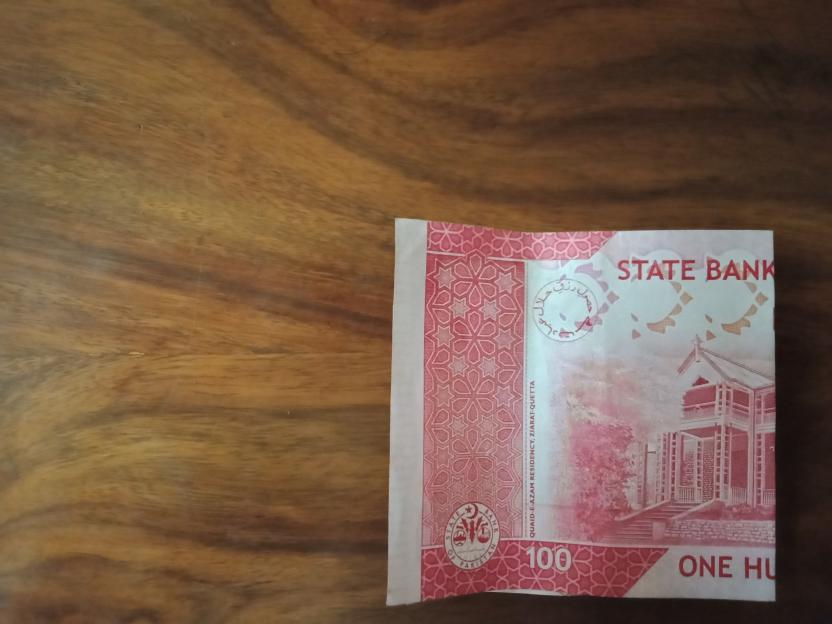 STATE BANK
حصول رزق حلال عبادت ہے
QUAID-E-AZAM RESIDENCY, ZIARAT-QUETTA
STATE BANK OF PAKISTAN
100
ONE HU